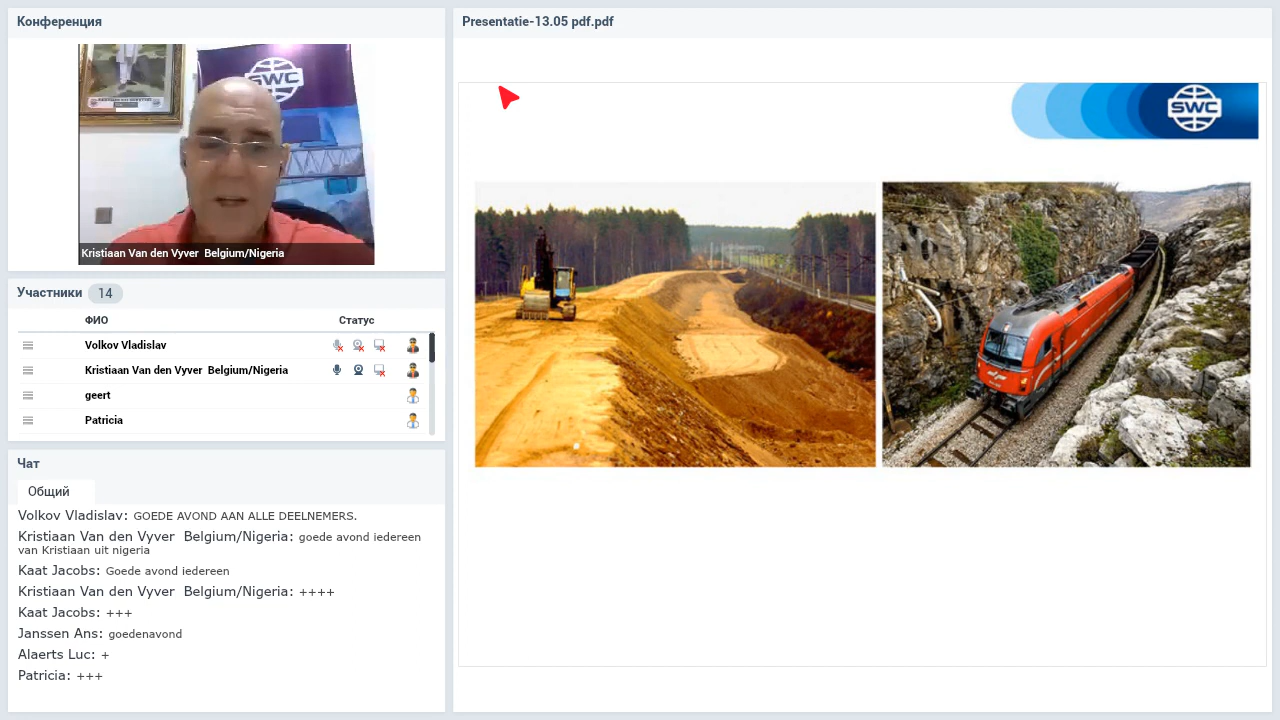 Конференция
SWC
Kristiaan Van den Vyver  Belgium/Nigeria
Участники 14
ФИО Статус
Volkov Vladislav
Kristiaan Van den Vyver  Belgium/Nigeria
geert
Patricia
Чат
Общий
Volkov Vladislav: GOEDE AVOND AAN ALLE DEELNEMERS.
Kristiaan Van den Vyver  Belgium/Nigeria: goede avond iedereen
van Kristiaan uit nigeria
Kaat Jacobs: Goede avond iedereen
Kristiaan Van den Vyver  Belgium/Nigeria: ++++
Kaat Jacobs: +++
Janssen Ans: goedenavond
Alaerts Luc: +
Patricia: +++
Presentatie-13.05 pdf.pdf
SWC